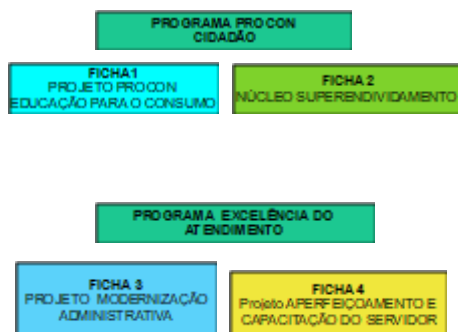 PROGRAMA PROCON
CIDADÃO
FICHA 1
PROJETO PROCON
EDUCAÇÃO PARA O CONSUMO
FICHA 2
NÚCLEO SUPERENDIVIDAMENTO
PROGRAMA EXCELÊNCIA DO
ATENDIMENTO
FICHA 3
PROJETO MODERNIZAÇÃO
ADMINISTRATIVA
FICHA 4
Projeto APERFEIÇOAMENTO E
CAPACITAÇÃO DO SERVIDOR